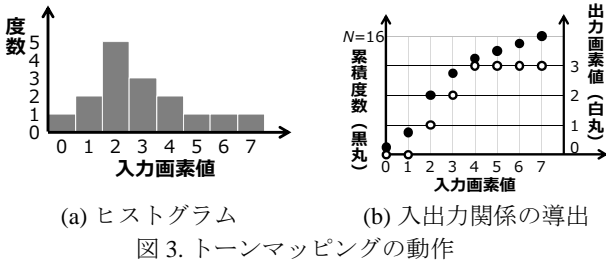 度数
5
4
3
2
1
0
0 1 2 3 4 5 6 7
入力画素値
(a) ヒストグラム
N=16
累積度数（黒丸）
出力画素値（白丸）
3
2
1
0
0 1 2 3 4 5 6 7
入力画素値
(b) 入出力関係の導出
図 3. トーンマッピングの動作